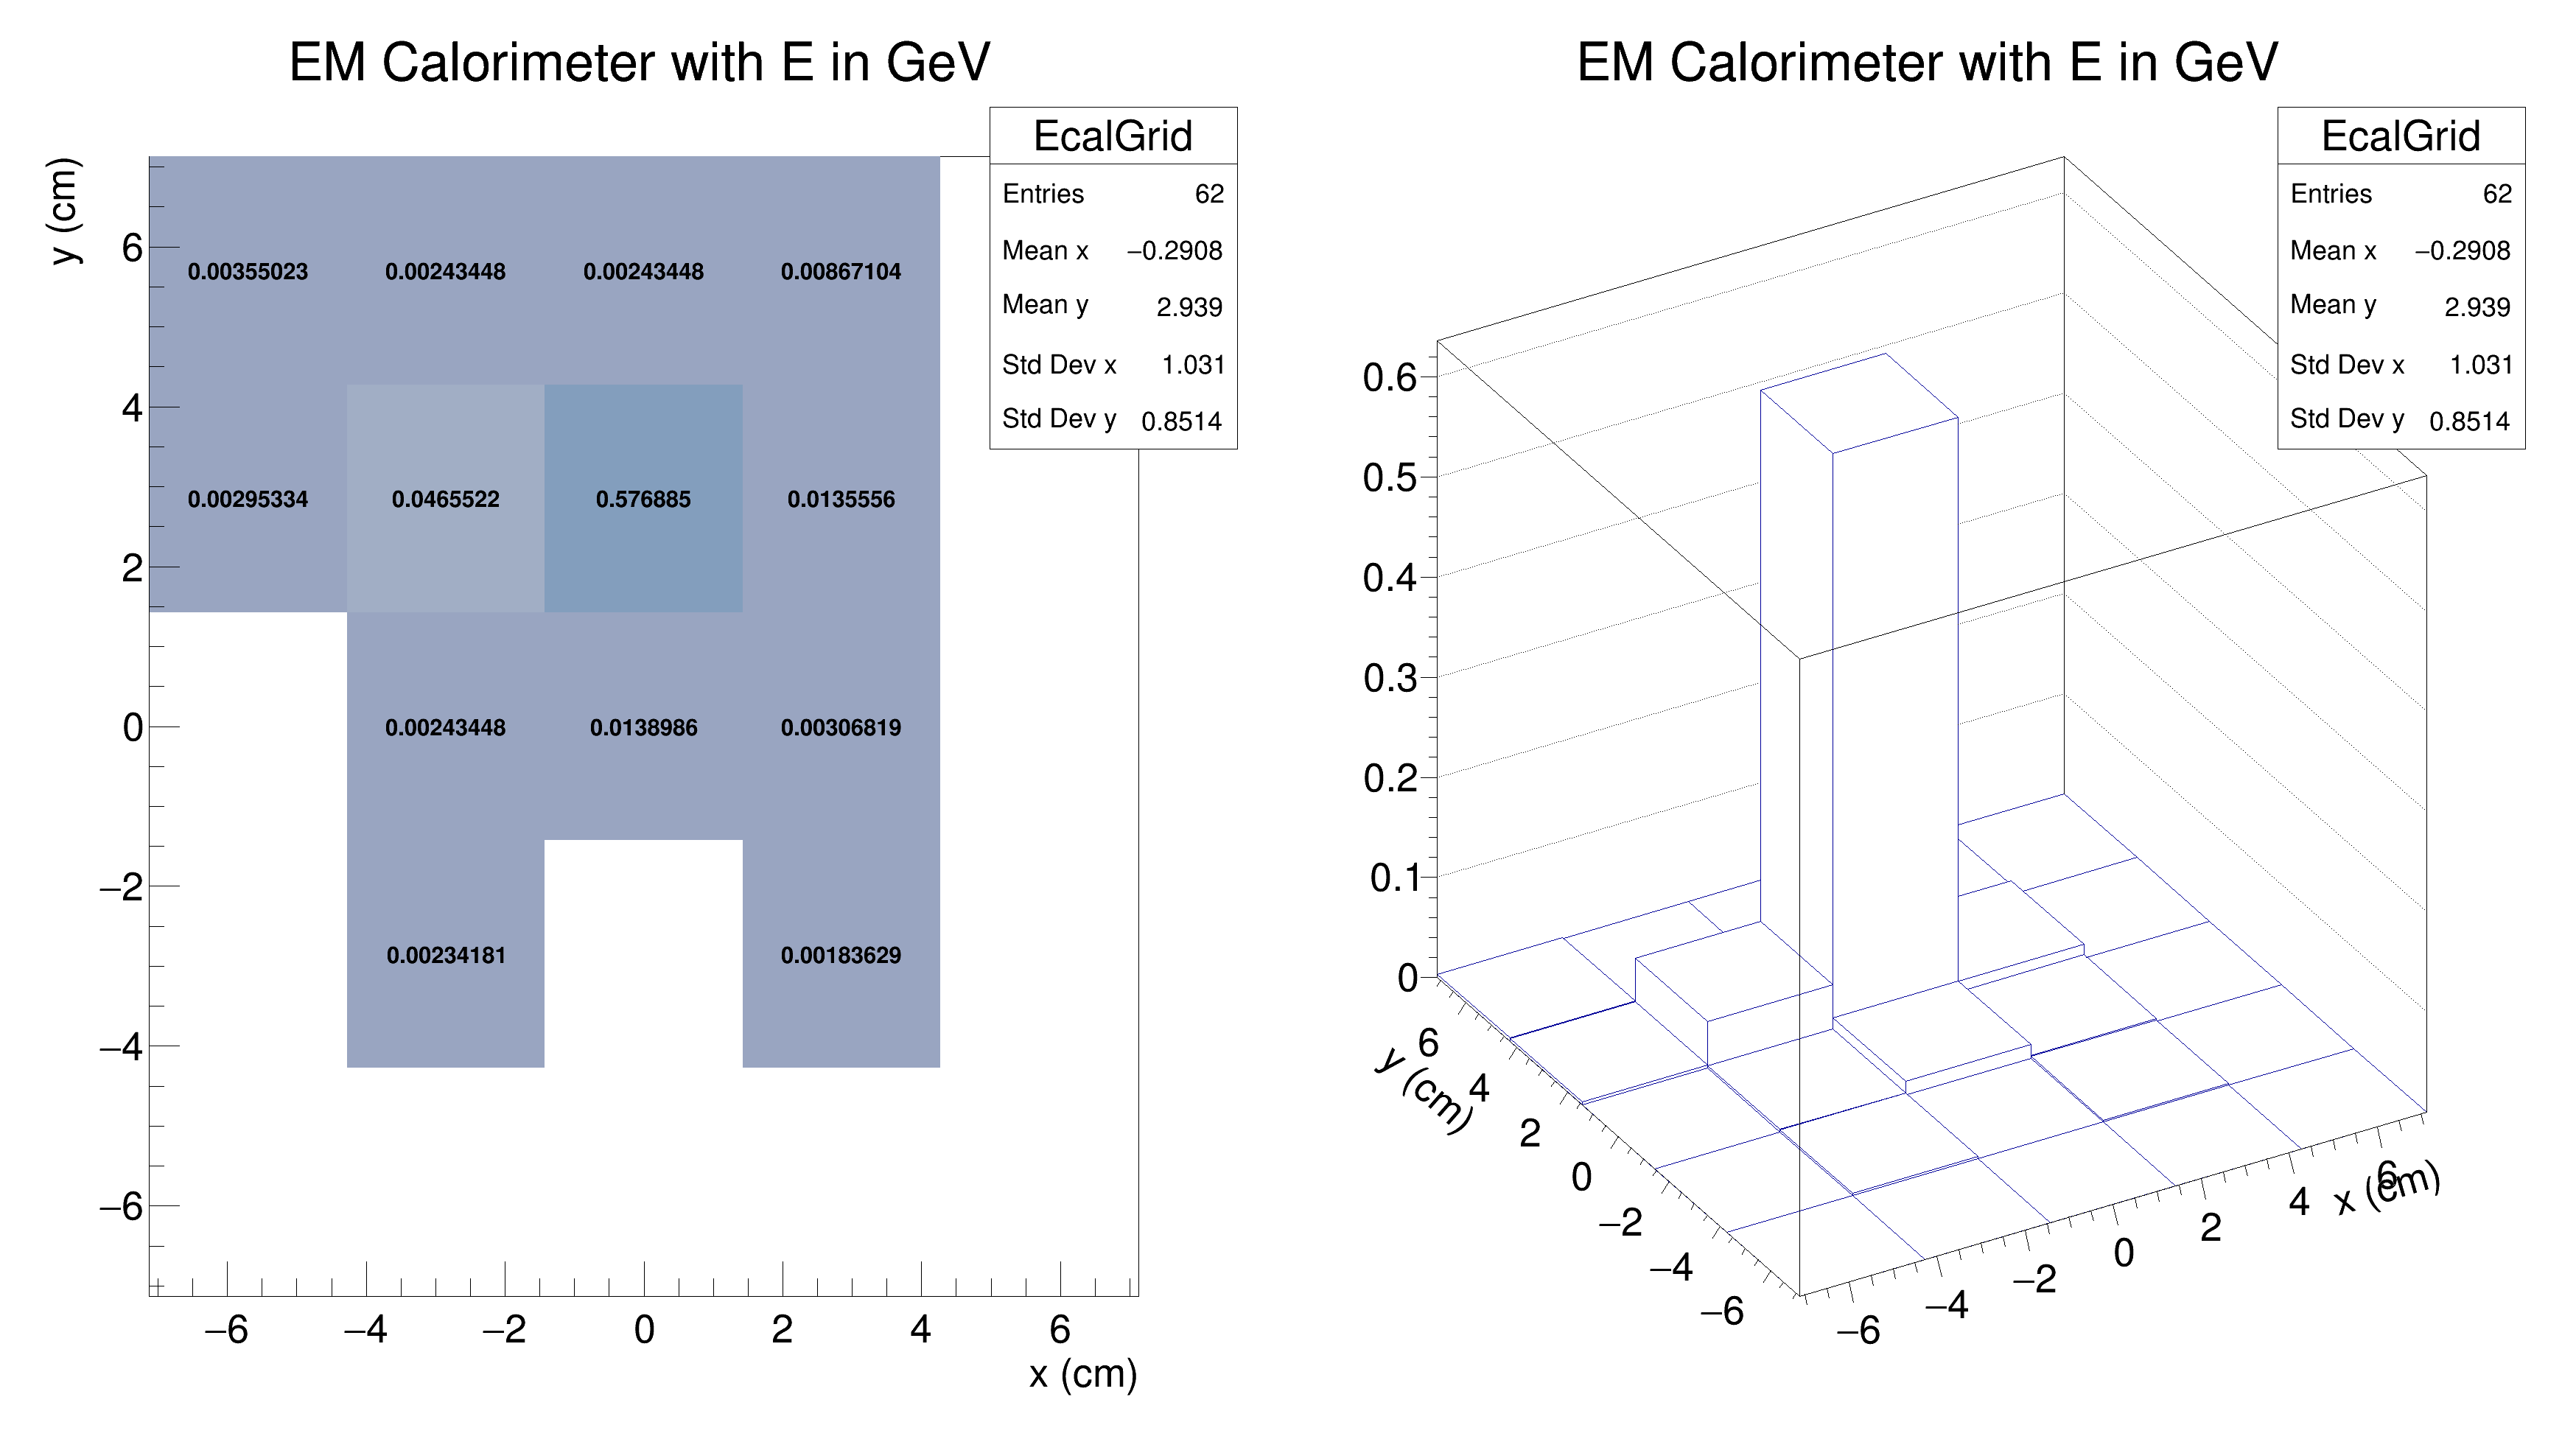 EM Calorimeter with E in GeV
EcalGrid
Entries 62
Mean x −0.2908
Mean y 2.939
Std Dev x 1.031
Std Dev y 0.8514
y (cm)
6
4
2
0
−2
−4
−6
0.00355023 0.00243448 0.00243448 0.00867104
0.00295334 0.0465522 0.576885 0.0135556
0.00243448 0.0138986 0.00306819
0.00234181 0.00183629
−6 −4 −2 0 2 4 6
x (cm)
EM Calorimeter with E in GeV
EcalGrid
Entries 62
Mean x −0.2908
Mean y 2.939
Std Dev x 1.031
Std Dev y 0.8514
0.6
0.5
0.4
0.3
0.2
0.1
0
y (cm)
6
4
2
0
−2
−4
−6
−6 −4 −2 0 2 4 6
x (cm)